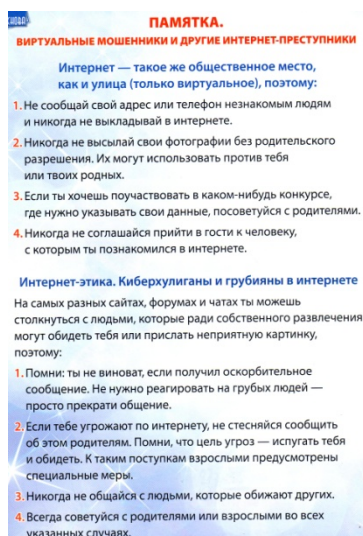 ПАМЯТКА.
ВИРТУАЛЬНЫЕ МОШЕННИКИ И ДРУГИЕ ИНТЕРНЕТ-ПРЕСТУПНИКИ
Интернет — такое же общественное место,
как и улица (только виртуальное), поэтому:
1. Не сообщай свой адрес или телефон незнакомым людям
и никогда не выкладывай в интернете.
2. Никогда не высылай свои фотографии без родительского
разрешения. Их могут использовать против тебя
или твоих родных.
3. Если ты хочешь поучаствовать в каком-нибудь конкурсе,
где нужно указывать свои данные, посоветуйся с родителями.
4. Никогда не соглашайся прийти в гости к человеку,
с которым ты познакомился в интернете.
Интернет-этика. Киберхулиганы и грубияны в интернете
На самых разных сайтах, форумах и чатах ты можешь
столкнуться с людьми, которые ради собственного развлечения
могут обидеть тебя или прислать неприятную картинку,
поэтому:
1. Помни: ты не виноват, если получил оскорбительное
сообщение. Не нужно реагировать на грубых людей —
просто прекрати общение.
2. Если тебе угрожают по интернету, не стесняйся сообщить
об этом родителям. Помни, что цель угроз — испугать тебя
и обидеть. К таким поступкам взрослыми предусмотрены
специальные меры.
3. Никогда не общайся с людьми, которые обижают других.
4. Всегда советуйся с родителями или взрослыми во всех
указанных случаях.